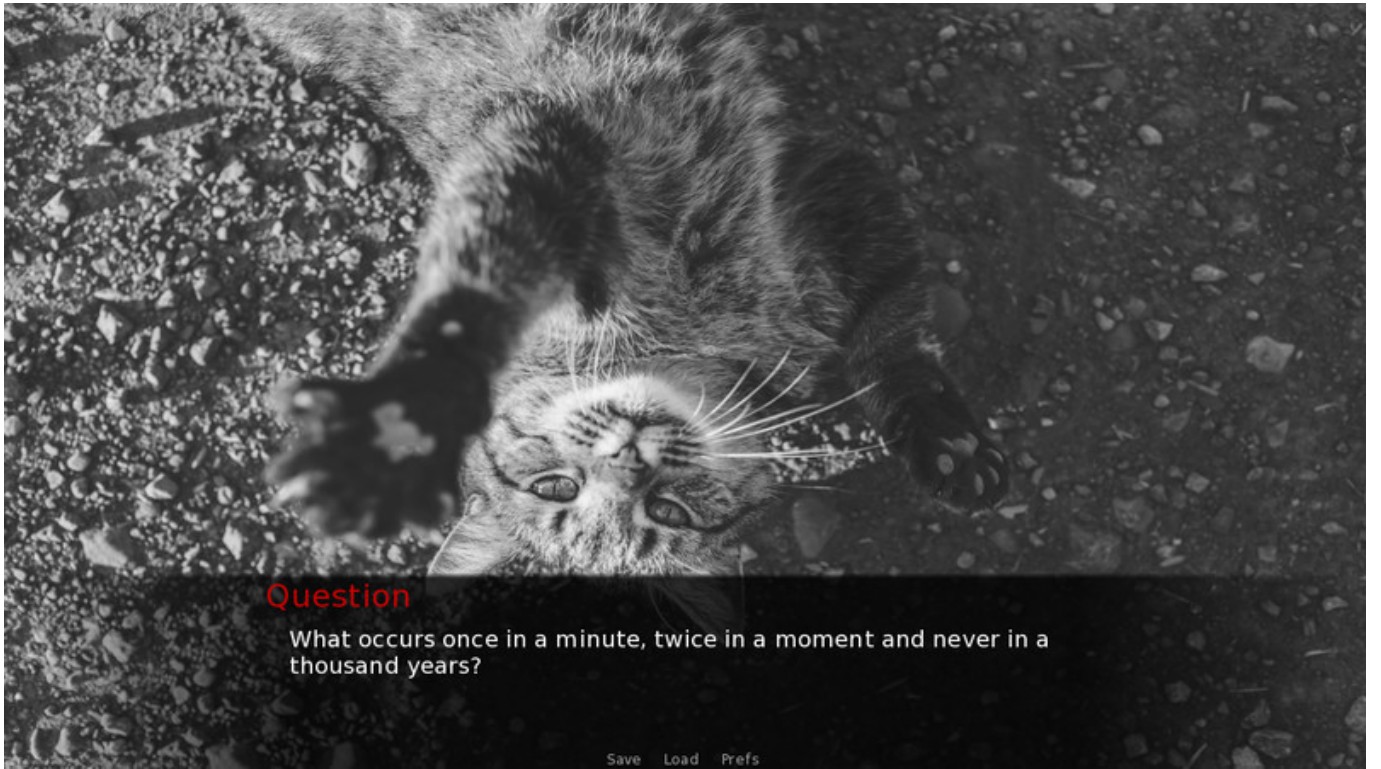 Question
What occurs once in a minute, twice in a moment and never in a
thousand years?
Save Load Prefs